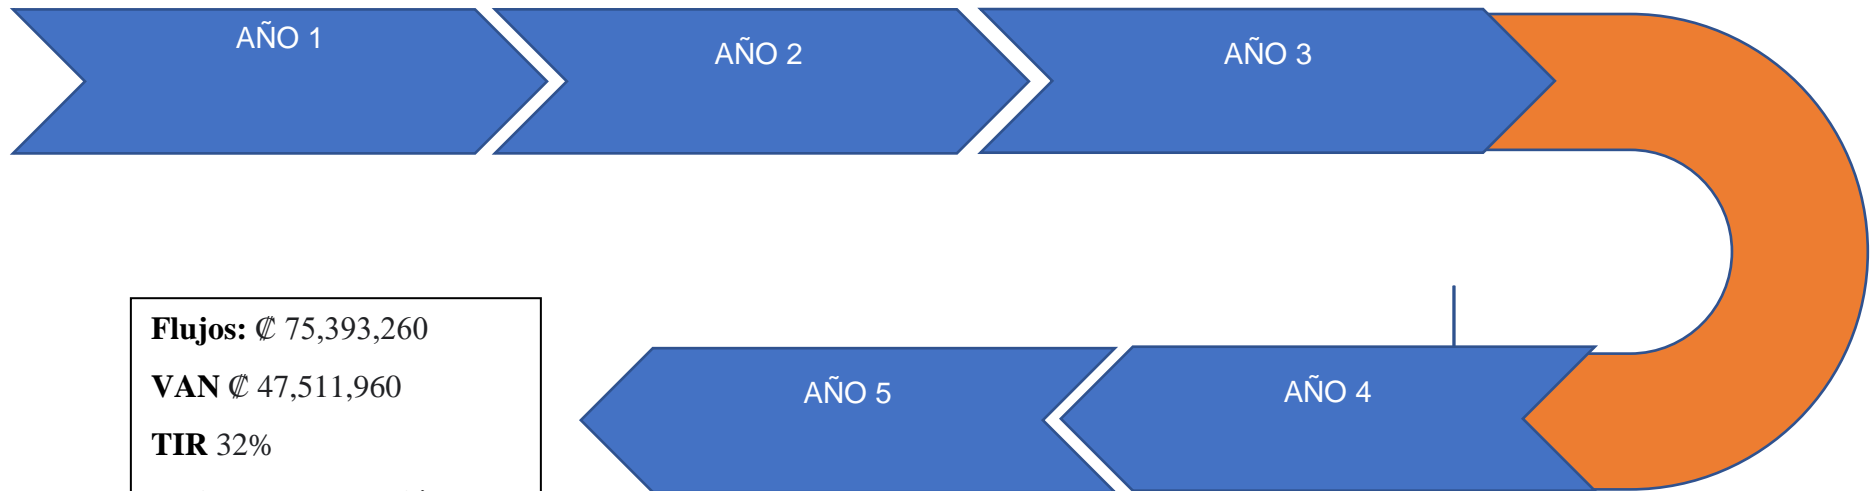 AÑO 1
AÑO 2
AÑO 3
Flujos: ₡ 75,393,260
VAN ₡ 47,511,960
TIR 32%
AÑO 5
AÑO 4